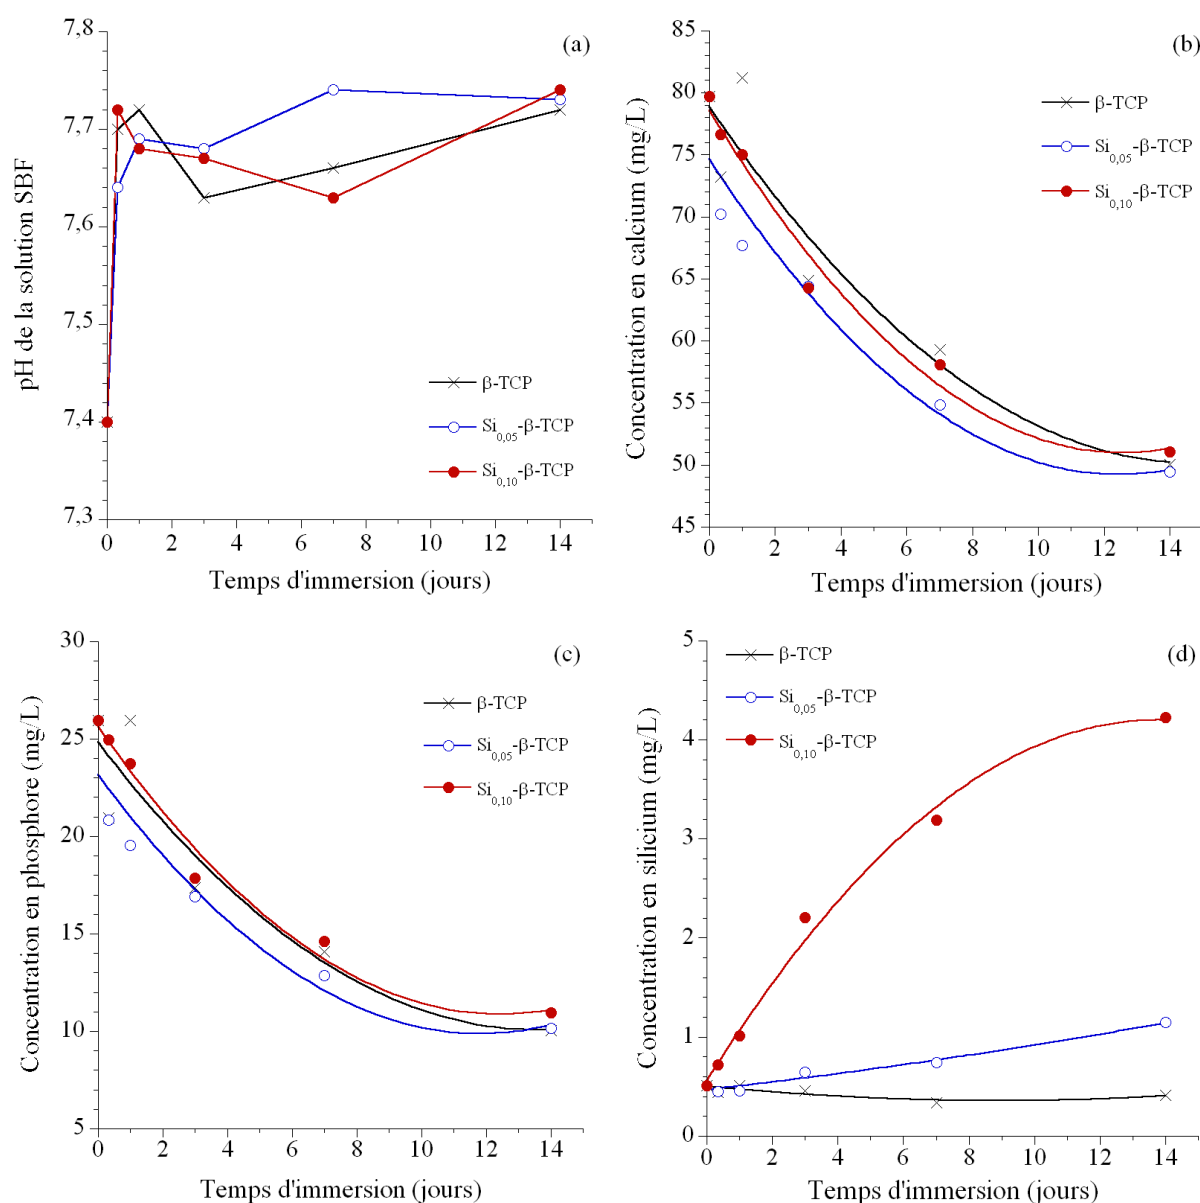 (a)
pH de la solution SBF
7,8
7,7
7,6
7,5
7,4
7,3
β-TCP
Si0,05-β-TCP
Si0,10-β-TCP
0 2 4 6 8 10 12 14
Temps d'immersion (jours)
(b)
Concentration en calcium (mg/L)
85
80
75
70
65
60
55
50
45
β-TCP
Si0,05-β-TCP
Si0,10-β-TCP
0 2 4 6 8 10 12 14
Temps d'immersion (jours)
(c)
Concentration en phosphore (mg/L)
30
25
20
15
10
5
β-TCP
Si0,05-β-TCP
Si0,10-β-TCP
0 2 4 6 8 10 12 14
Temps d'immersion (jours)
(d)
Concentration en silicium (mg/L)
5
4
3
2
1
0
β-TCP
Si0,05-β-TCP
Si0,10-β-TCP
0 2 4 6 8 10 12 14
Temps d'immersion (jours)